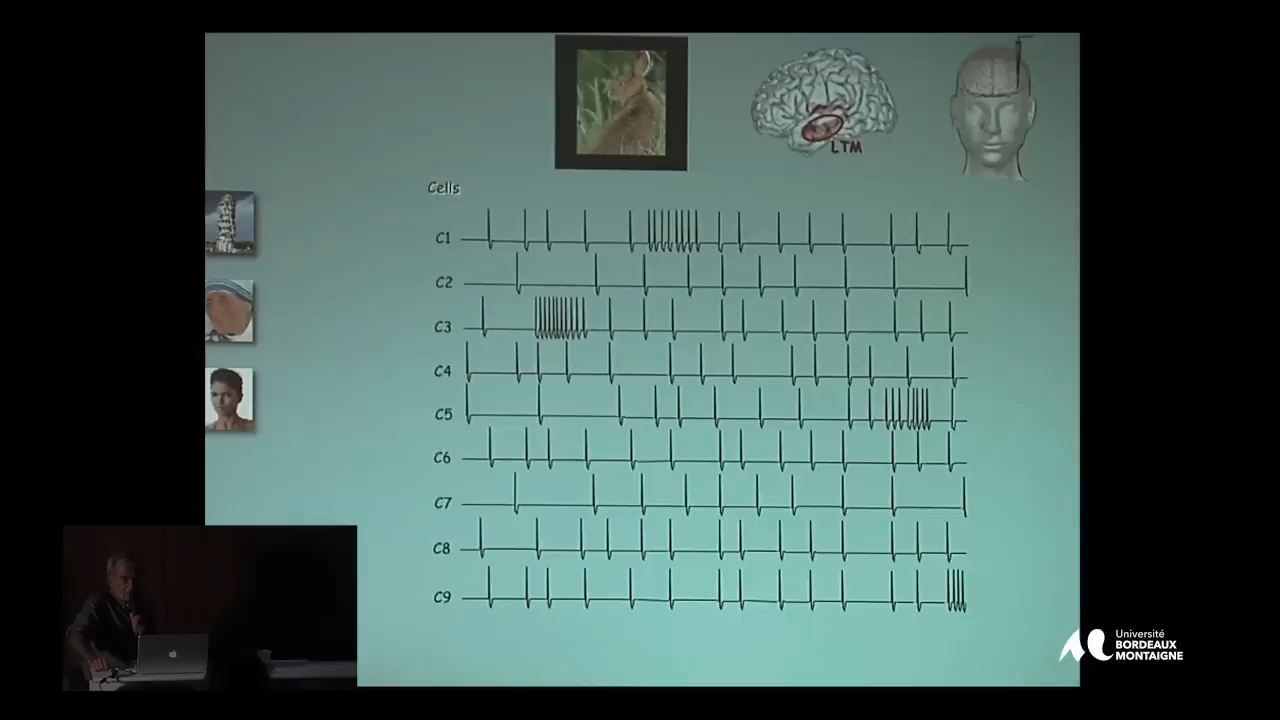 LTM
Cells
C1
C2
C3
C4
C5
C6
C7
C8
C9
Université
BORDEAUX
MONTAIGNE